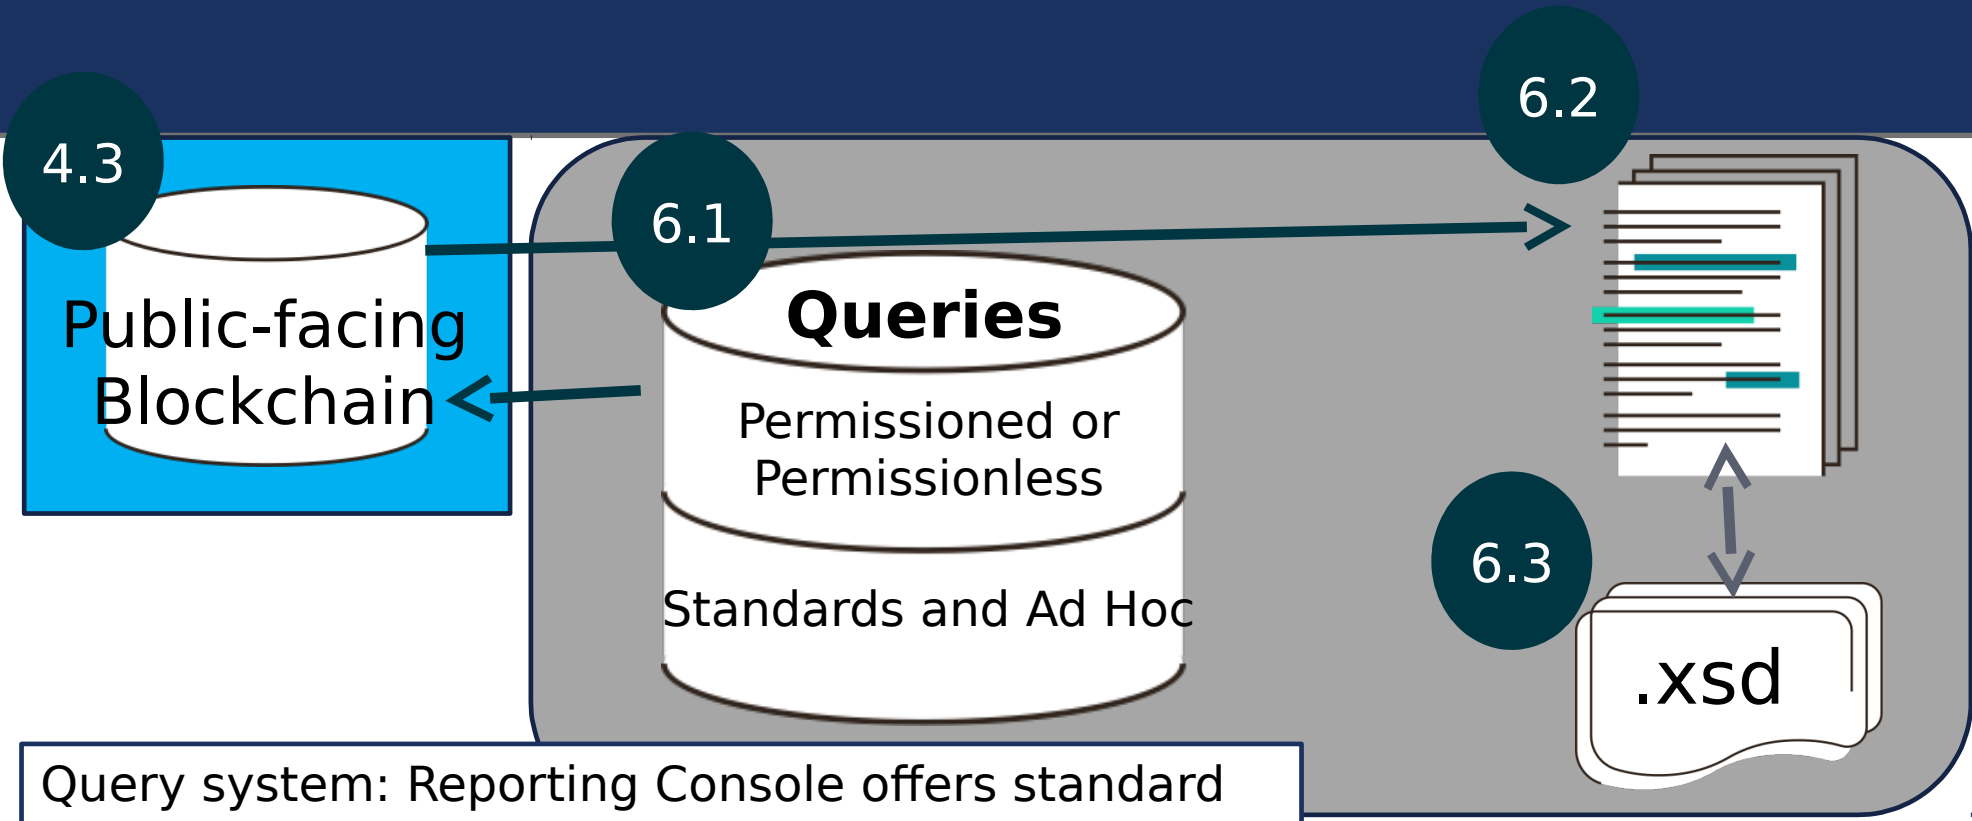 6.2
4.3
6.1
Public-facing
Blockchain
Queries
Permissioned or
Permissionless
Standards and Ad Hoc
6.3
.xsd
Query system: Reporting Console offers standard